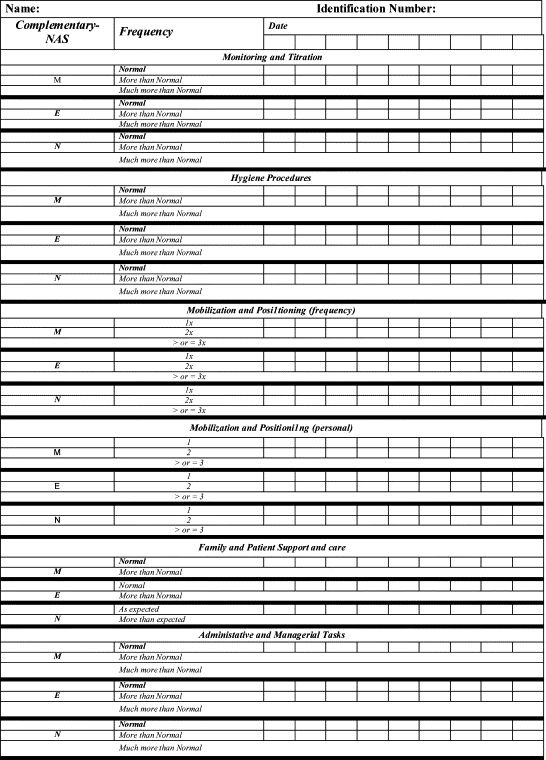 Name: Identification Number:
Complementary-NAS Frequency Date
Monitoring and Titration
Normal
M More than Normal
Much more than Normal
Normal
E More than Normal
Much more than Normal
Normal
N More than Normal
Much more than Normal
Hygiene Procedures
Normal
M More than Normal
Much more than Normal
Normal
E More than Normal
Much more than Normal
Normal
N More than Normal
Much more than Normal
Mobilization and Posi1tioning (frequency)
1x
M 2x
> or = 3x
1x
E 2x
> or = 3x
1x
N 2x
> or = 3x
Mobilization and Position1ng (personal)
1
M 2
> or = 3
1
E 2
> or = 3
1
N 2
> or = 3
Family and Patient Support and care
Normal
M More than Normal
Normal
E More than Normal
As expected
N More than expected
Administative and Managerial Tasks
Normal
M More than Normal
Much more than Normal
Normal
E More than Normal
Much more than Normal
Normal
N More than Normal
Much more than Normal